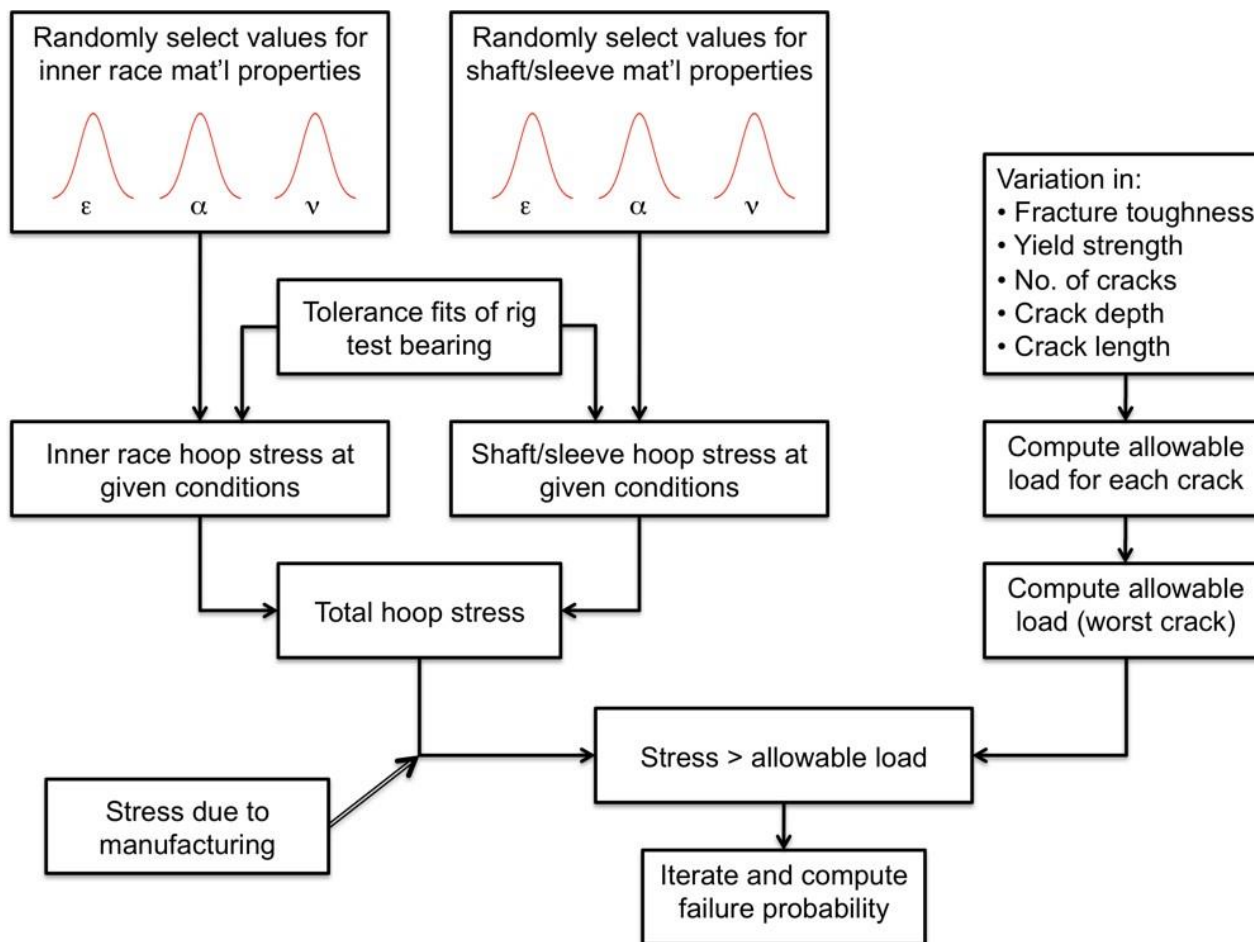 Randomly select values for
inner race mat'l properties
ε α ν
Randomly select values for
shaft/sleeve mat'l properties
ε α ν
Variation in:
• Fracture toughness
• Yield strength
• No. of cracks
• Crack depth
• Crack length
Tolerance fits of rig
test bearing
Inner race hoop stress at
given conditions
Shaft/sleeve hoop stress at
given conditions
Compute allowable
load for each crack
Total hoop stress
Compute allowable
load (worst crack)
Stress > allowable load
Stress due to
manufacturing
Iterate and compute
failure probability